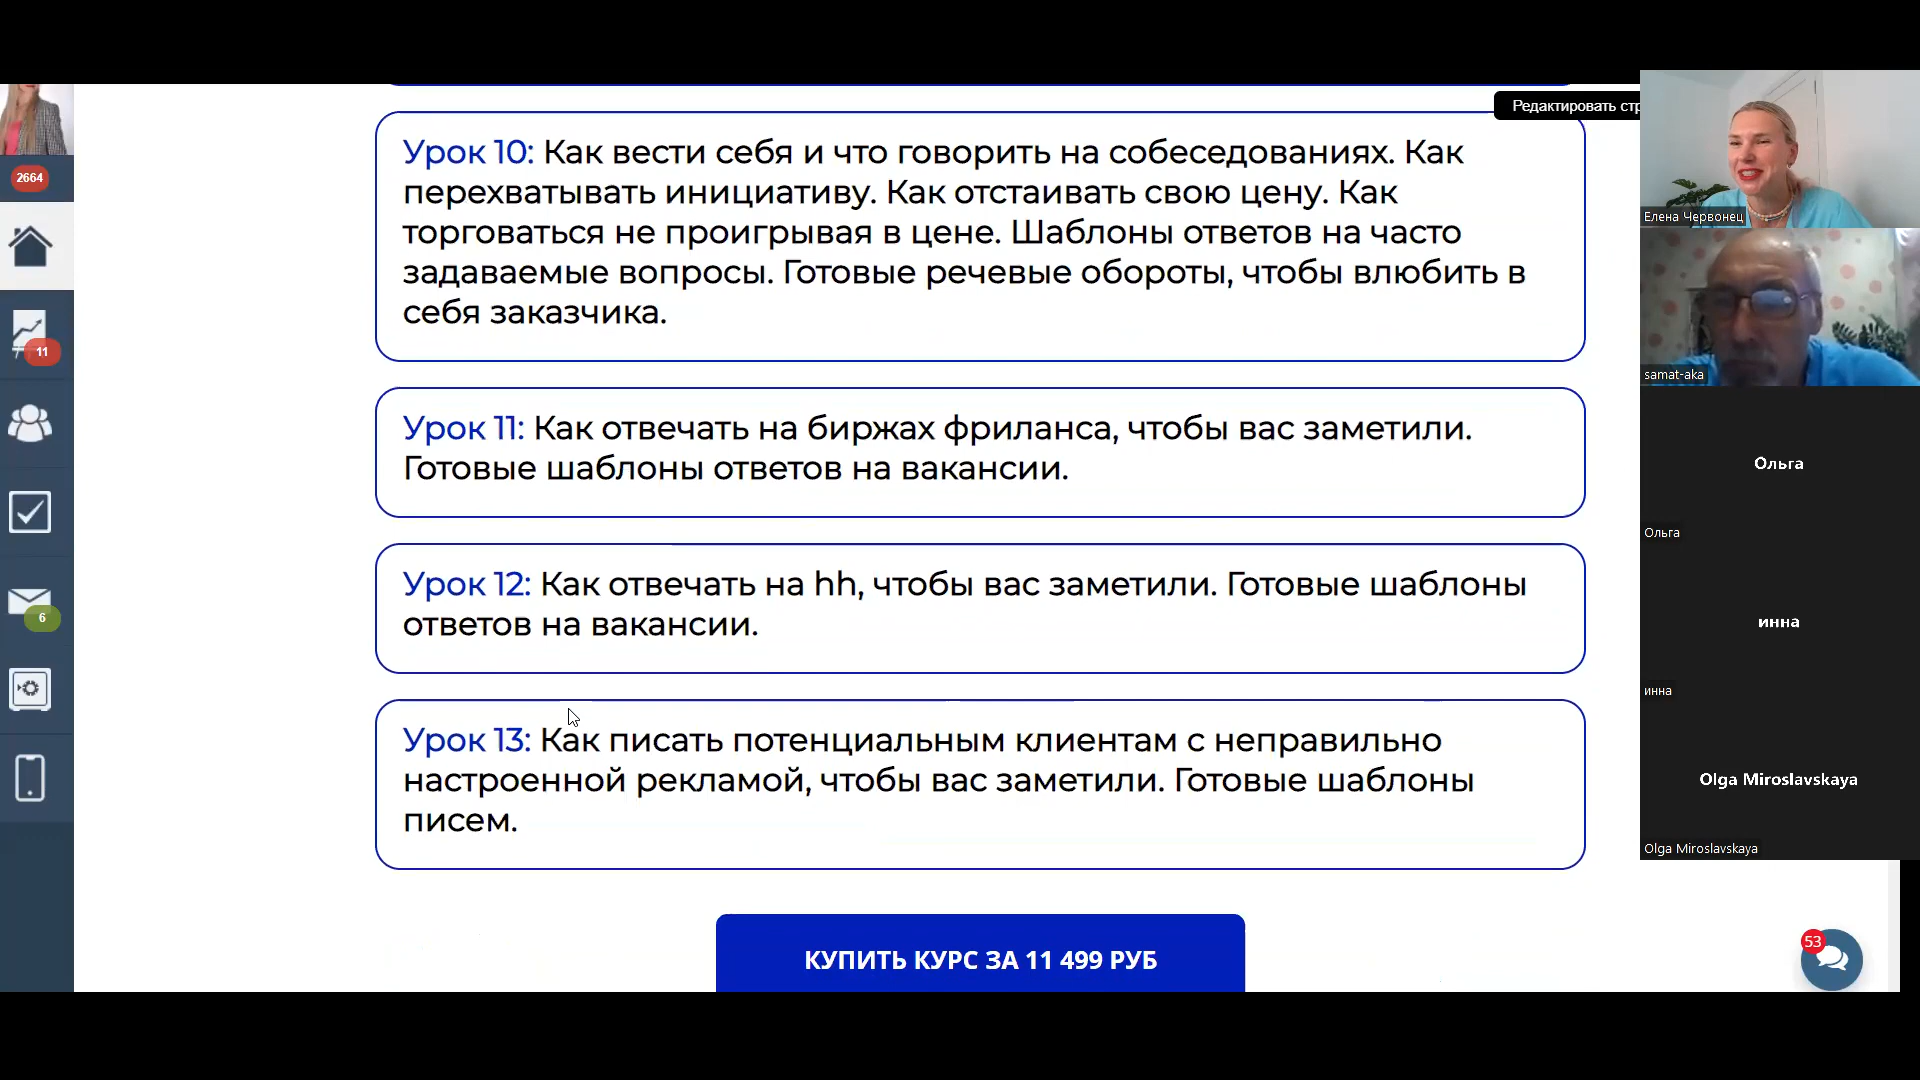 Редактировать стр
2664
11
6
Урок 10: Как вести себя и что говорить на собеседованиях. Как
перехватывать инициативу. Как отстаивать свою цену. Как
торговаться не проигрывая в цене. Шаблоны ответов на часто
задаваемые вопросы. Готовые речевые обороты, чтобы влюбить в
себя заказчика.
Урок 11: Как отвечать на биржах фриланса, чтобы вас заметили.
Готовые шаблоны ответов на вакансии.
Урок 12: Как отвечать на hh, чтобы вас заметили. Готовые шаблоны
ответов на вакансии.
Урок 13: Как писать потенциальным клиентам с неправильно
настроенной рекламой, чтобы вас заметили. Готовые шаблоны
писем.
КУПИТЬ КУРС ЗА 11 499 РУБ
Елена Червонец
samat-aka
Ольга
Ольга
инна
инна
Olga Miroslavskaya
Olga Miroslavskaya
53